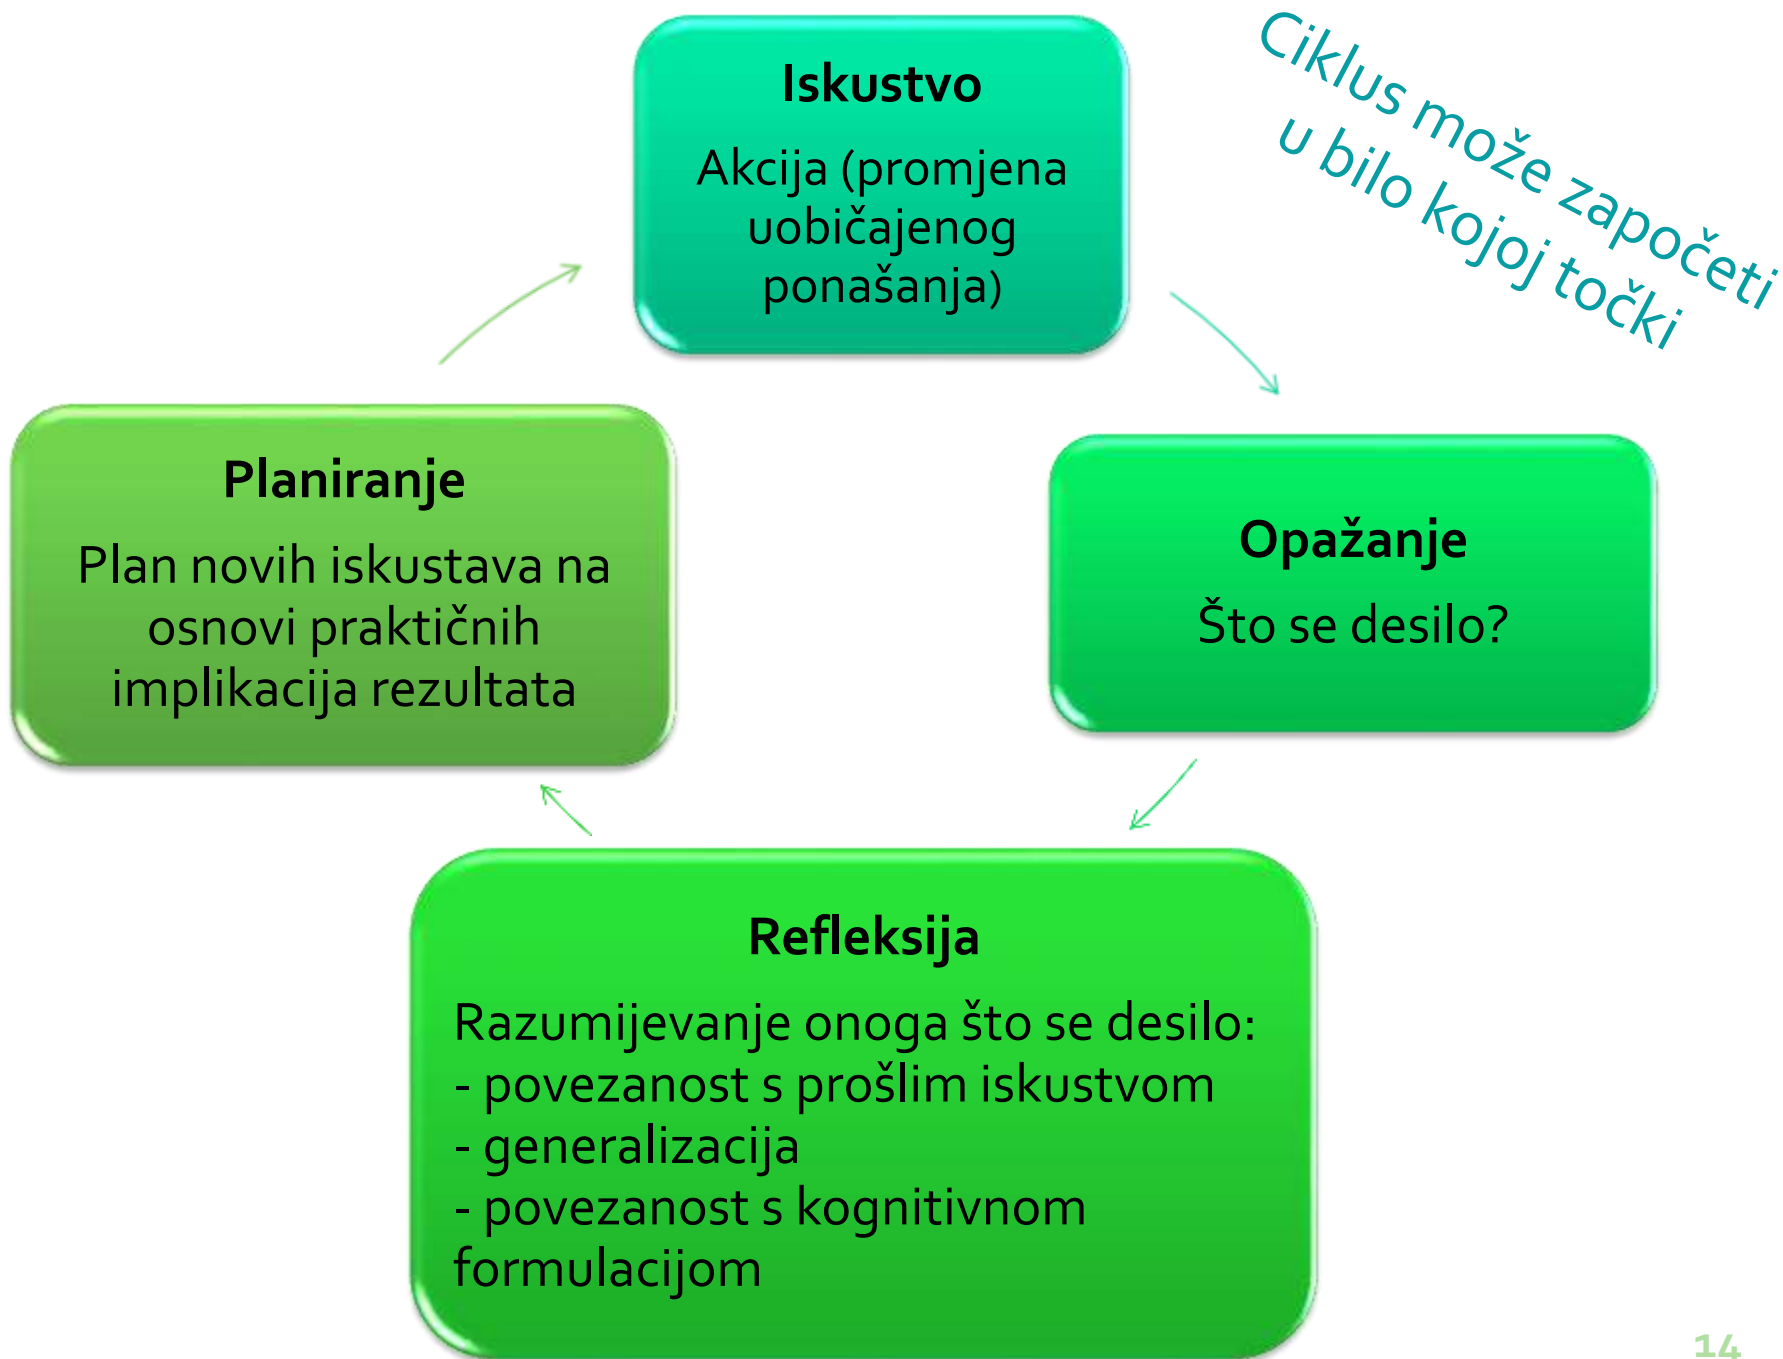 Iskustvo
Akcija (promjena
uobičajenog
ponašanja)
Ciklus može započeti
u bilo kojoj točki
Opažanje
Što se desilo?
Refleksija
Razumijevanje onoga što se desilo:
- povezanost s prošlim iskustvom
- generalizacija
- povezanost s kognitivnom
formulacijom
Planiranje
Plan novih iskustava na
osnovi praktičnih
implikacija rezultata
14